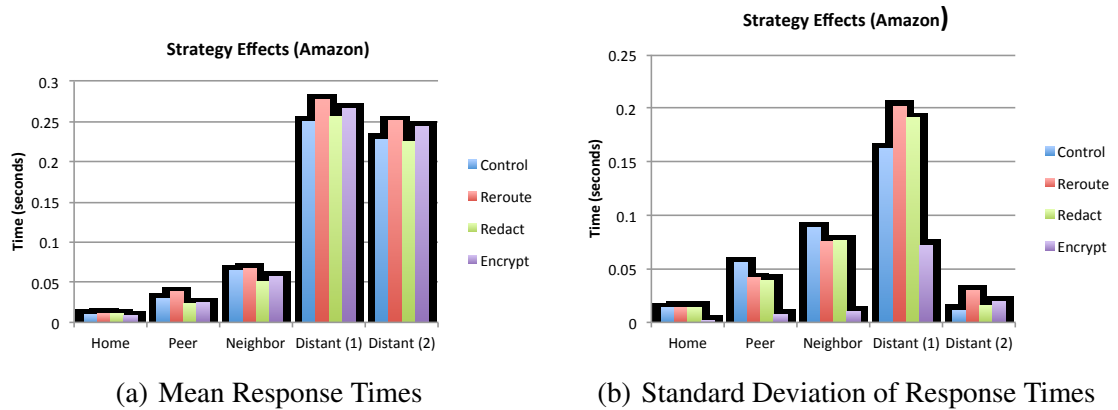 Strategy Effects (Amazon)
Time (seconds)
0.3
0.25
0.2
0.15
0.1
0.05
0
Home Peer Neighbor Distant (1) Distant (2)
Control
Reroute
Redact
Encrypt
(a) Mean Response Times
Strategy Effects (Amazon)
Time (seconds)
0.25
0.2
0.15
0.1
0.05
0
Home Peer Neighbor Distant (1) Distant (2)
Control
Reroute
Redact
Encrypt
(b) Standard Deviation of Response Times